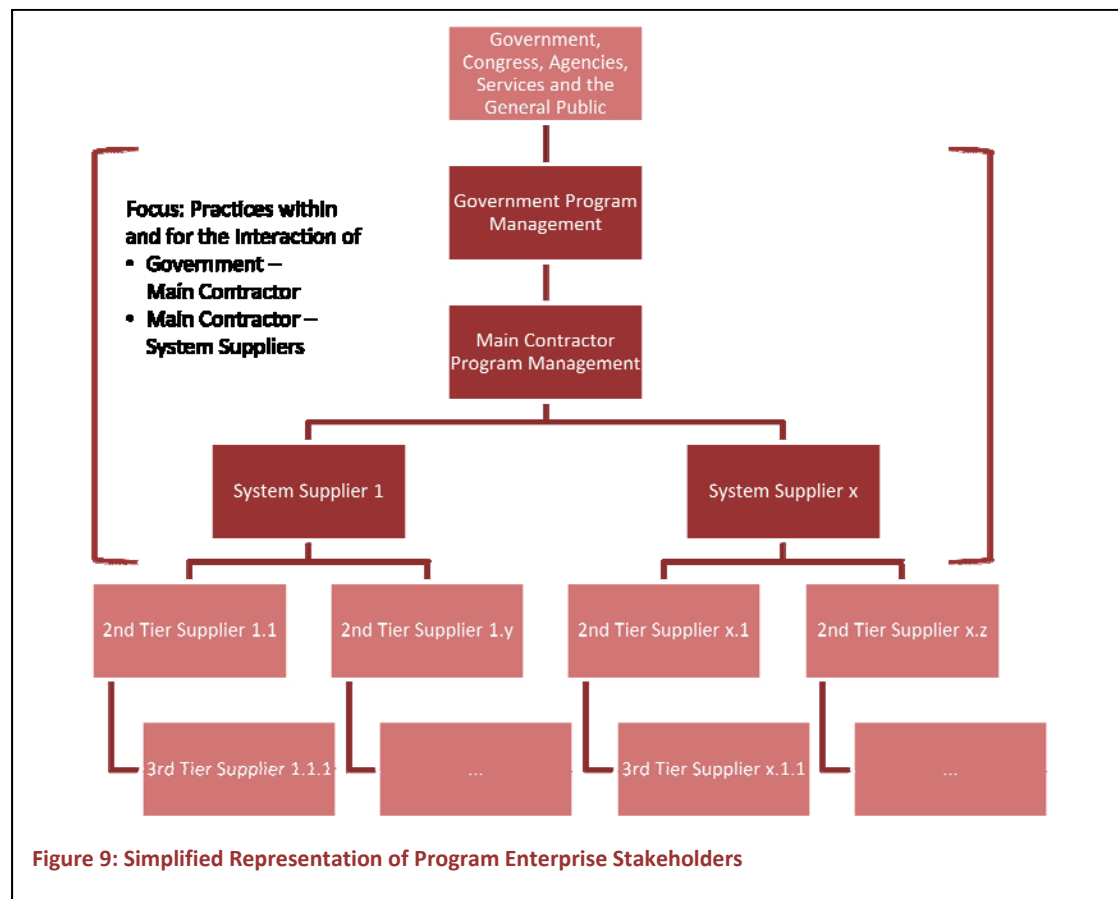 Government,
Congress, Agencies,
Services and the
General Public
Focus: Practices within
and for the Interaction of
• Government –
Main Contractor
• Main Contractor –
System Suppliers
Government Program
Management
Main Contractor
Program Management
System Supplier 1
System Supplier x
2nd Tier Supplier 1.1
2nd Tier Supplier 1.y
2nd Tier Supplier x.1
2nd Tier Supplier x.z
3rd Tier Supplier 1.1.1
...
3rd Tier Supplier x.1.1
...
Figure 9: Simplified Representation of Program Enterprise Stakeholders